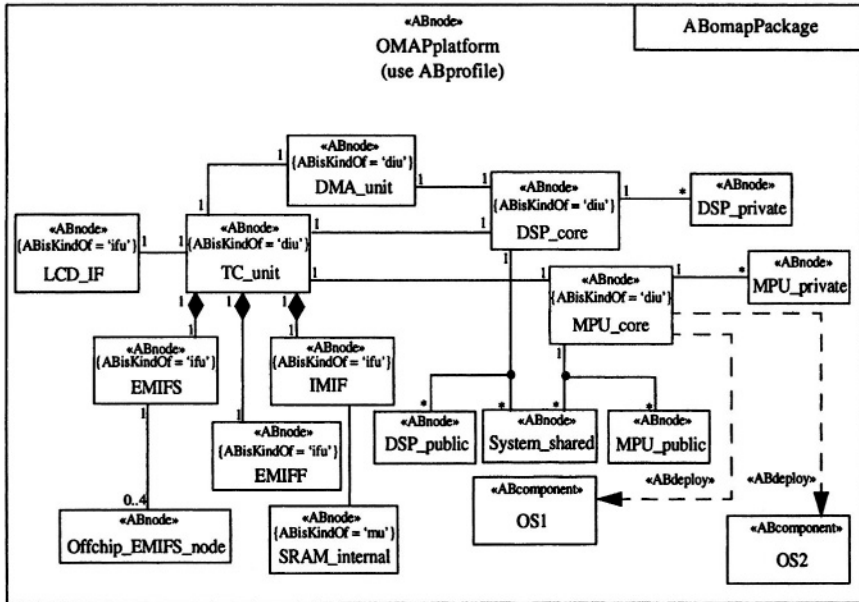 «ABnode»
OMAPplatform
(use ABprofile)
ABomapPackage
«ABnode»
{ABisKindOf = 'diu'}
DMA_unit
1
1
1
1
«ABnode»
{ABisKindOf = 'diu'}
DSP_core
1
*
«ABnode»
DSP_private
«ABnode»
{ABisKindOf = 'ifu'}
LCD_IF
1
1
«ABnode»
{ABisKindOf = 'diu'}
TC_unit
1
1
1
1
1
«ABnode»
{ABisKindOf = 'diu'}
MPU_core
1
*
«ABnode»
MPU_private
1
1
1
1
1
«ABnode»
{ABisKindOf = 'ifu'}
EMIFS
1
«ABnode»
{ABisKindOf = 'ifu'}
IMIF
1
1
«ABnode»
{ABisKindOf = 'ifu'}
EMIFF
*
«ABnode»
DSP_public
*
*
«ABnode»
System_shared
*
«ABnode»
MPU_public
0..4
«ABnode»
Offchip_EMIFS_node
«ABnode»
{ABisKindOf = 'mu'}
SRAM_internal
«ABdeploy»
«ABdeploy»
«ABcomponent»
OS1
«ABcomponent»
OS2